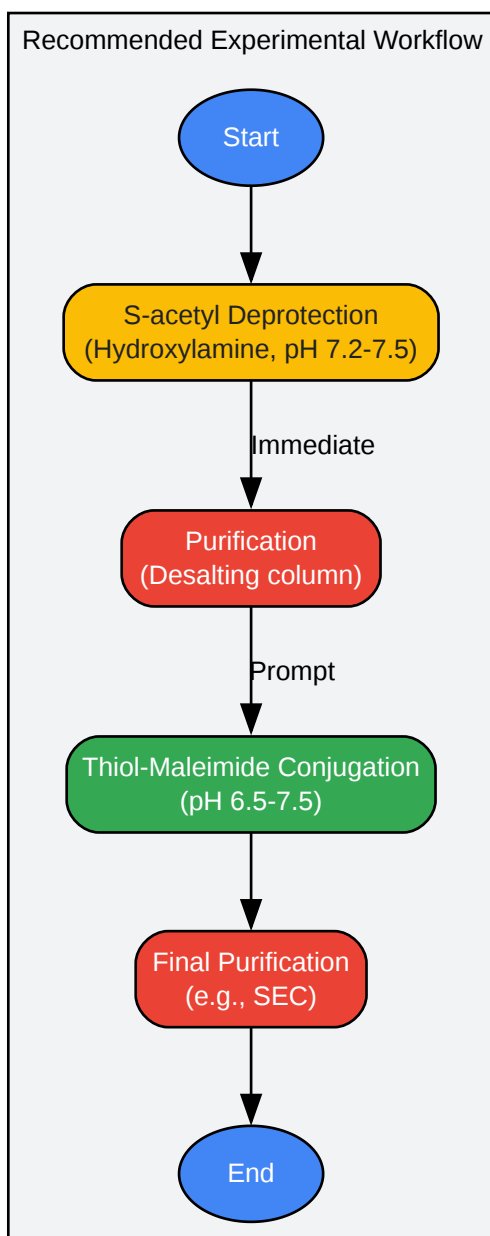 Recommended Experimental Workflow
Start
S-acetyl Deprotection
(Hydroxylamine, pH 7.2-7.5)
Immediate
Purification
(Desalting column)
Prompt
Thiol-Maleimide Conjugation
(pH 6.5-7.5)
Final Purification
(e.g., SEC)
End